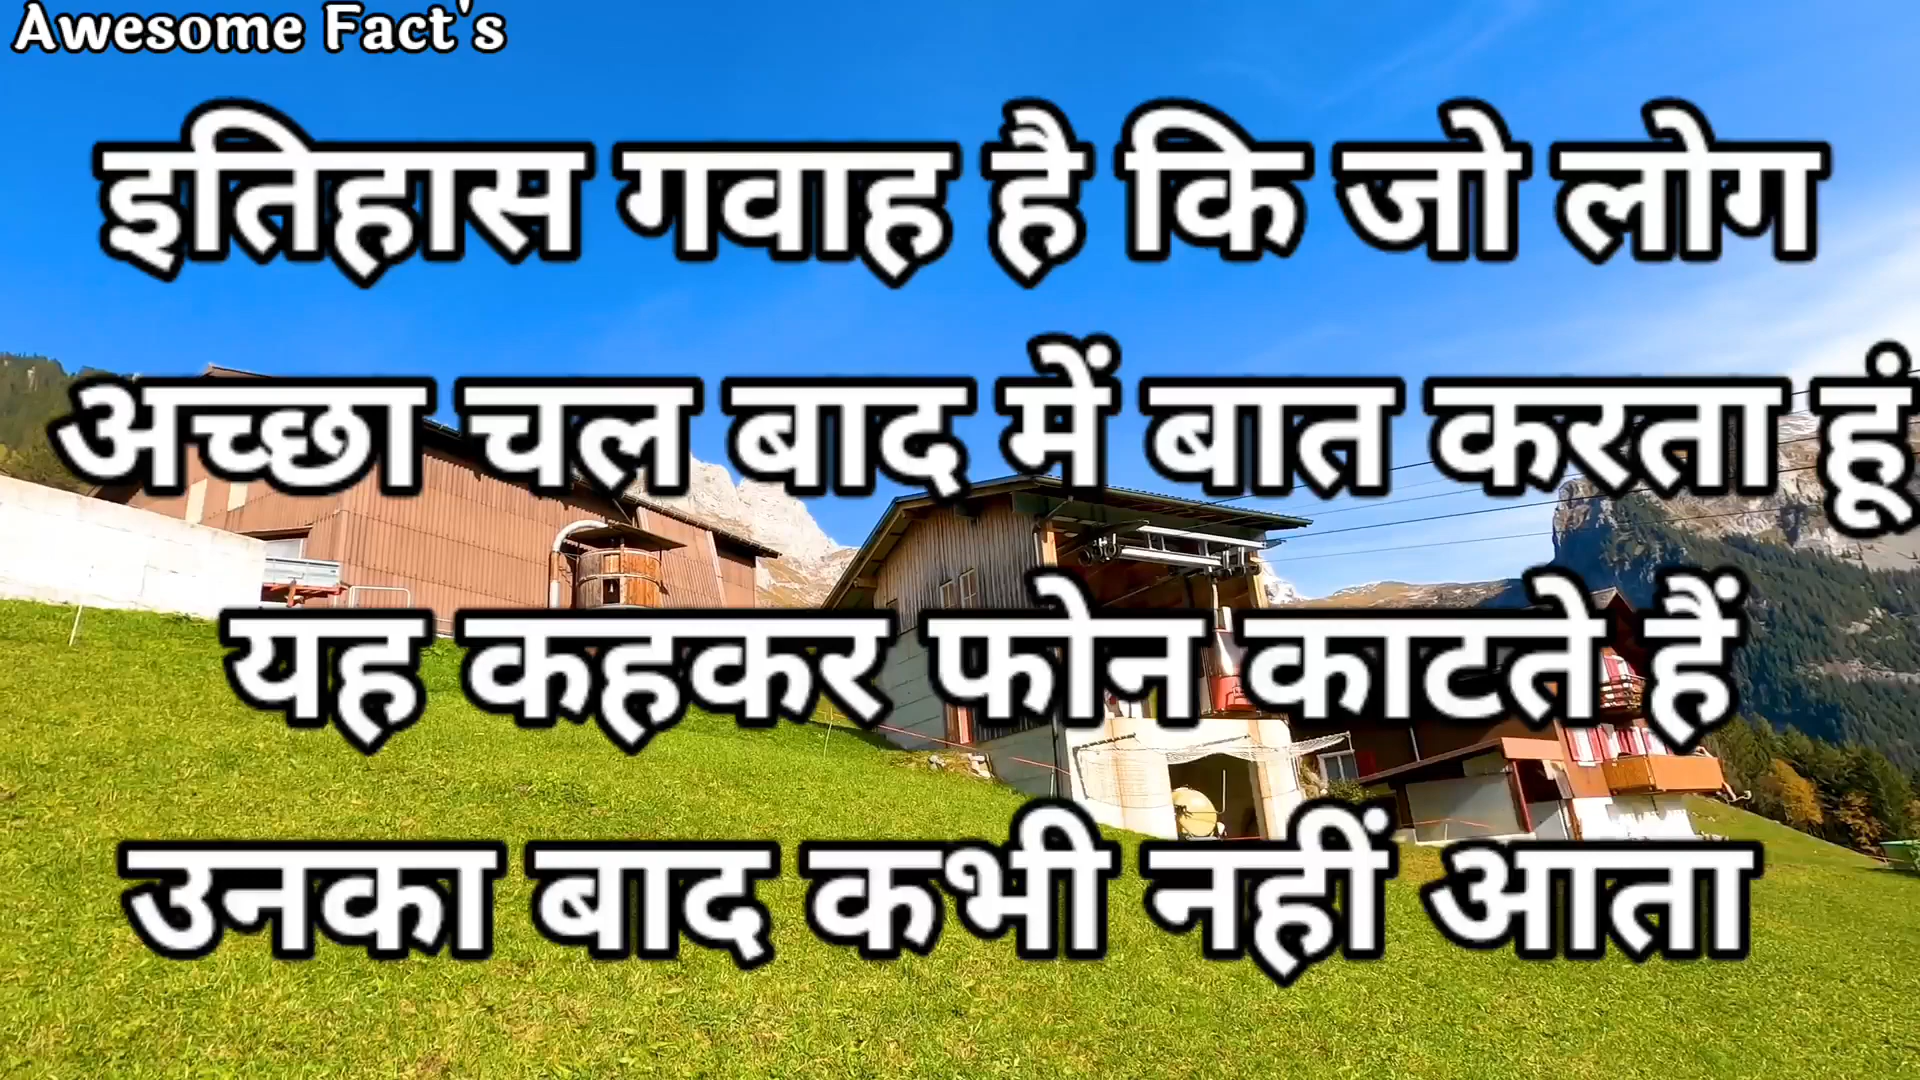 Awesome Fact's
इतिहास गवाह है कि जो लोग
अच्छा चल बाद में बात करता हूं
यह कहकर फोन काटते हैं
उनका बाद कभी नहीं आता